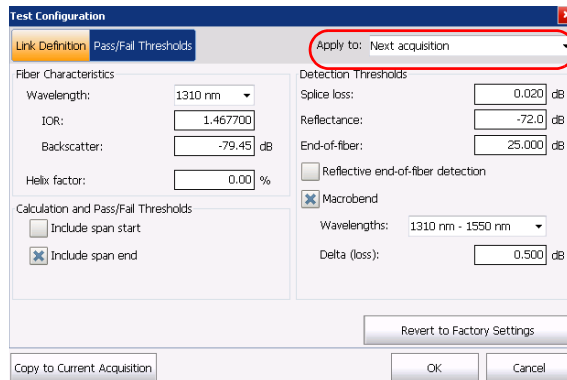 Test Configuration
Link Definition Pass/Fail Thresholds
Apply to: Next acquisition
Fiber Characteristics
Wavelength: 1310 nm
IOR: 1.467700
Backscatter: -79.45 dB
Helix factor: 0.00 %
Calculation and Pass/Fail Thresholds
Include span start
Include span end
Detection Thresholds
Splice loss: 0.020 dB
Reflectance: -72.0 dB
End-of-fiber: 25.000 dB
Reflective end-of-fiber detection
Macrobend
Wavelengths: 1310 nm - 1550 nm
Delta (loss): 0.500 dB
Revert to Factory Settings
Copy to Current Acquisition
OK
Cancel